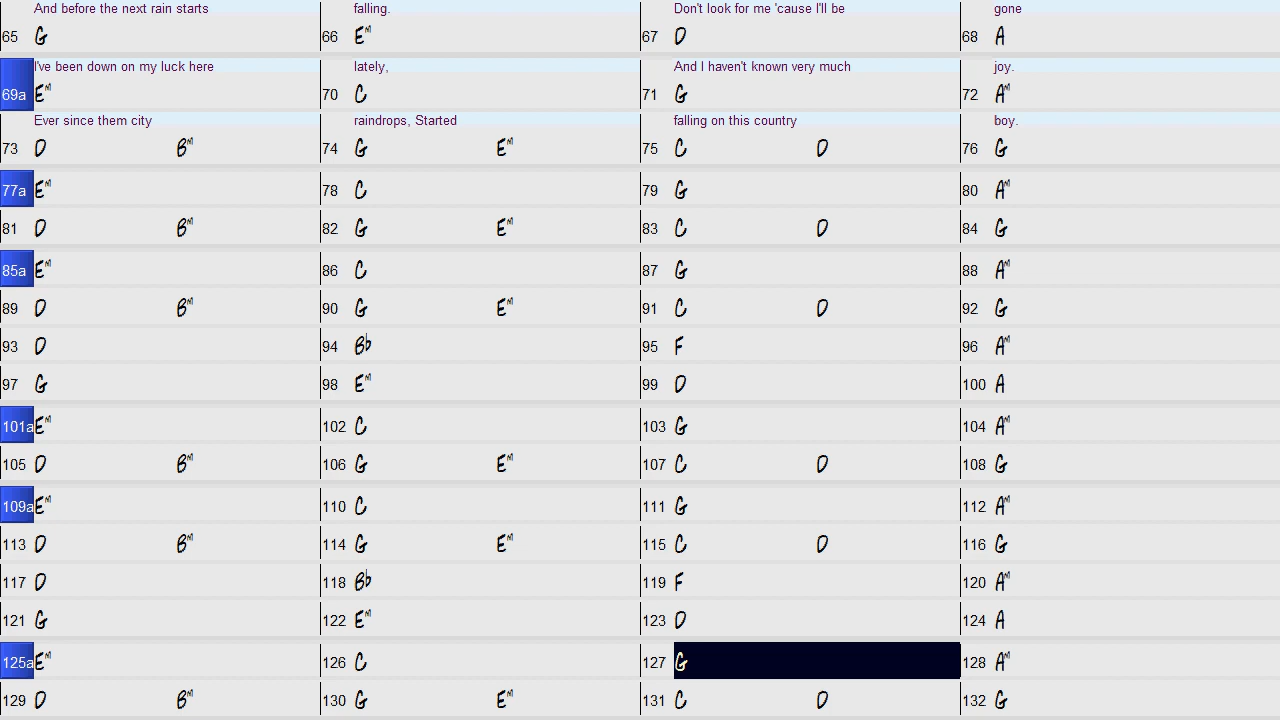 And before the next rain starts falling. Don't look for me 'cause I'll be gone
65 G 66 Em 67 D 68 A
I've been down on my luck here lately, And I haven't known very much joy.
69a Em 70 C 71 G 72 Am
Ever since them city raindrops, Started falling on this country boy.
73 D Bm 74 G Em 75 C D 76 G
77a Em 78 C 79 G 80 Am
81 D Bm 82 G Em 83 C D 84 G
85a Em 86 C 87 G 88 Am
89 D Bm 90 G Em 91 C D 92 G
93 D 94 Bb 95 F 96 Am
97 G 98 Em 99 D 100 A
101a Em 102 C 103 G 104 Am
105 D Bm 106 G Em 107 C D 108 G
109a Em 110 C 111 G 112 Am
113 D Bm 114 G Em 115 C D 116 G
117 D 118 Bb 119 F 120 Am
121 G 122 Em 123 D 124 A
125a Em 126 C 127 G 128 Am
129 D Bm 130 G Em 131 C D 132 G